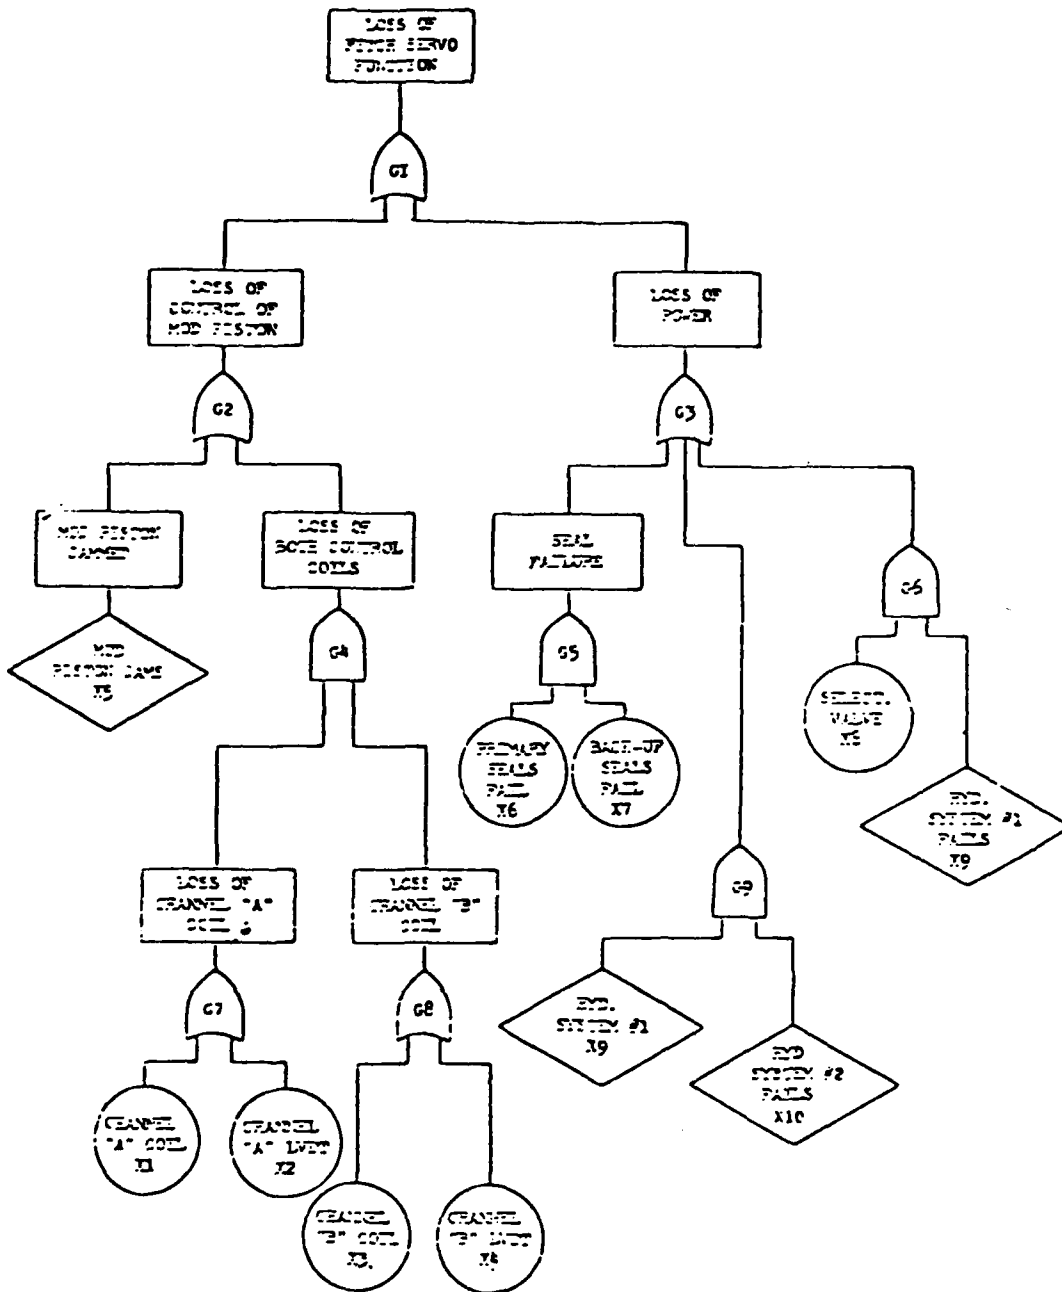 LOSS OF
PITCH SERVO
FUNCTION
G1
LOSS OF
CONTROL OF
MOD PISTON
LOSS OF
POWER
G2
G3
MOD PISTON
JAMMED
LOSS OF
BOTH CONTROL
COILS
SEAL
FAILURE
G6
MOD
PISTON JAMS
X5
G4
G5
SELECT.
VALVE
X8
PRIMARY
SEALS
FAIL
X6
BACK-UP
SEALS
FAIL
X7
HYD.
SYSTEM #1
FAILS
X9
LOSS OF
CHANNEL "A"
COIL
LOSS OF
CHANNEL "B"
COIL
G9
G7
G8
HYD.
SYSTEM #1
X9
HYD
SYSTEM #2
FAILS
X10
CHANNEL
"A" COIL
X1
CHANNEL
"A" LVDT
X2
CHANNEL
"B" COIL
X3
CHANNEL
"B" LVDT
X4